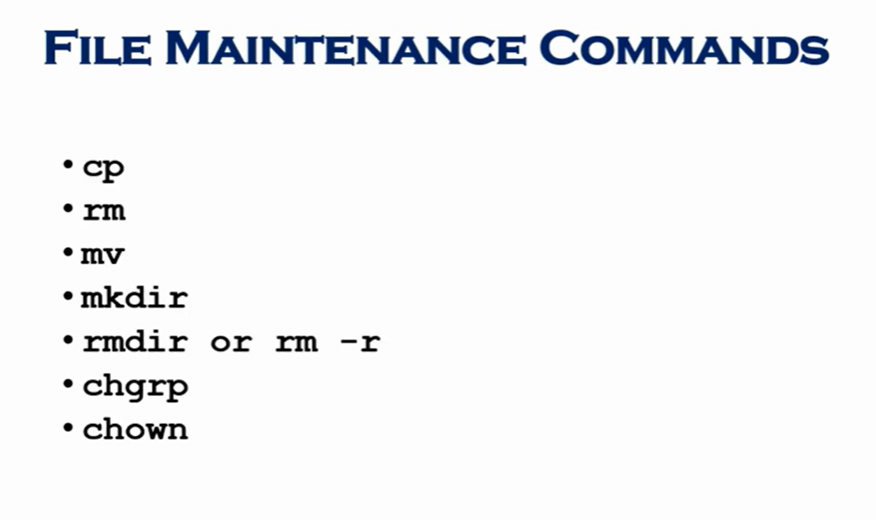 File Maintenance Commands
• cp
• rm
• mv
• mkdir
• rmdir or rm -r
• chgrp
• chown